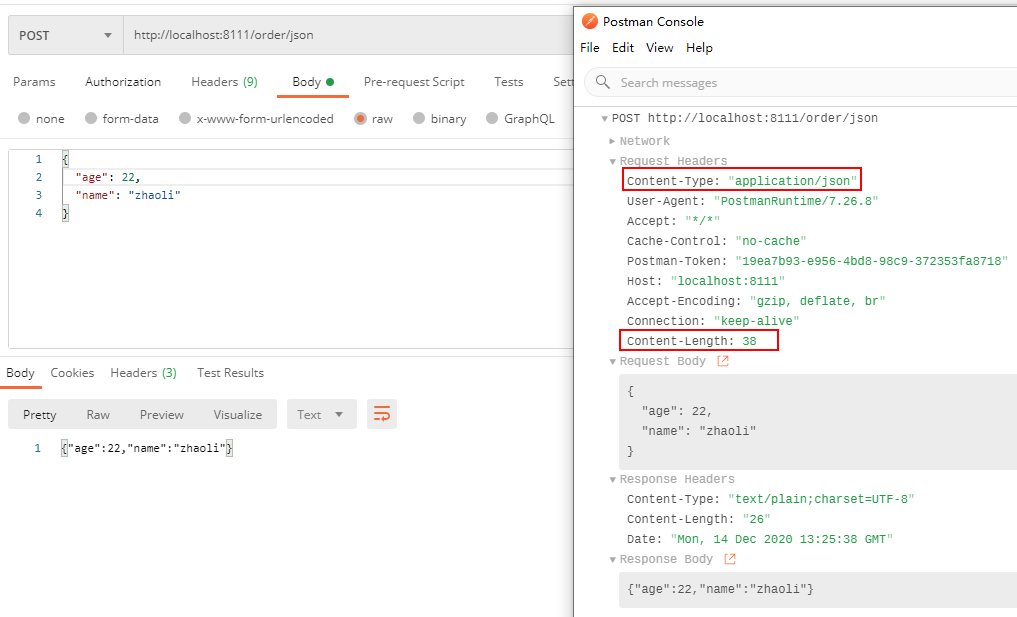 POST
http://localhost:8111/order/json
Params Authorization Headers (9) Body Pre-request Script Tests Sett
none form-data x-www-form-urlencoded raw binary GraphQL
1 {
2 "age": 22,
3 "name": "zhaoli"
4 }
Body Cookies Headers (3) Test Results
Pretty Raw Preview Visualize Text
1 {"age":22,"name":"zhaoli"}
Postman Console
File Edit View Help
Search messages
POST http://localhost:8111/order/json
Network
Request Headers
Content-Type: "application/json"
User-Agent: "PostmanRuntime/7.26.8"
Accept: "*/*"
Cache-Control: "no-cache"
Postman-Token: "19ea7b93-e956-4bd8-98c9-372353fa8718"
Host: "localhost:8111"
Accept-Encoding: "gzip, deflate, br"
Connection: "keep-alive"
Content-Length: 38
Request Body
{
"age": 22,
"name": "zhaoli"
}
Response Headers
Content-Type: "text/plain;charset=UTF-8"
Content-Length: "26"
Date: "Mon, 14 Dec 2020 13:25:38 GMT"
Response Body
{"age":22,"name":"zhaoli"}